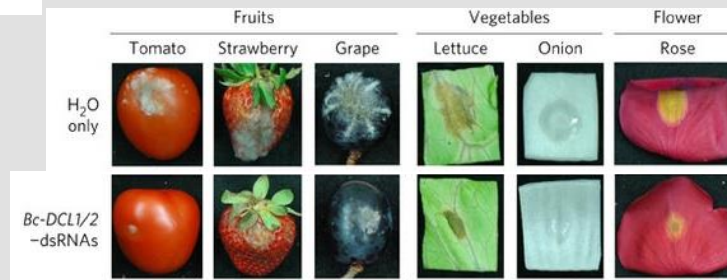 Fruits Vegetables Flower
Tomato Strawberry Grape Lettuce Onion Rose
H₂O
only
Bc-DCL1/2
–dsRNAs